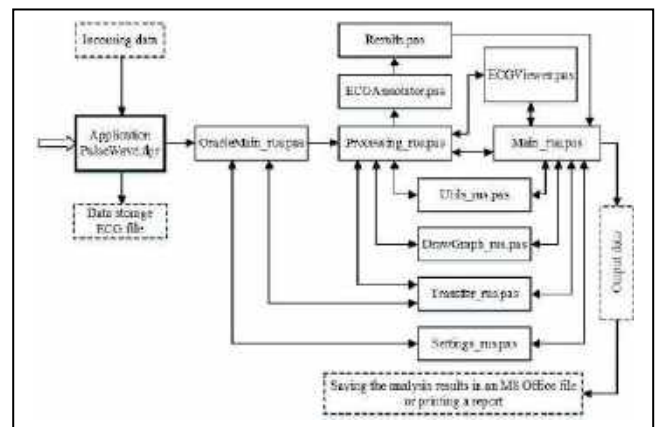 Incoming data
Results.pas
ECGViewer.pas
ECGAnnotator.pas
Application
PulseWave.dpr
OracleMain_rus.pas
Processing_rus.pas
Main_rus.pas
Utils_rus.pas
Data storage
ECG file
DrawGraph_rus.pas
Output data
Transfer_rus.pas
Settings_rus.pas
Saving the analysis results in an MS Office file
or printing a report